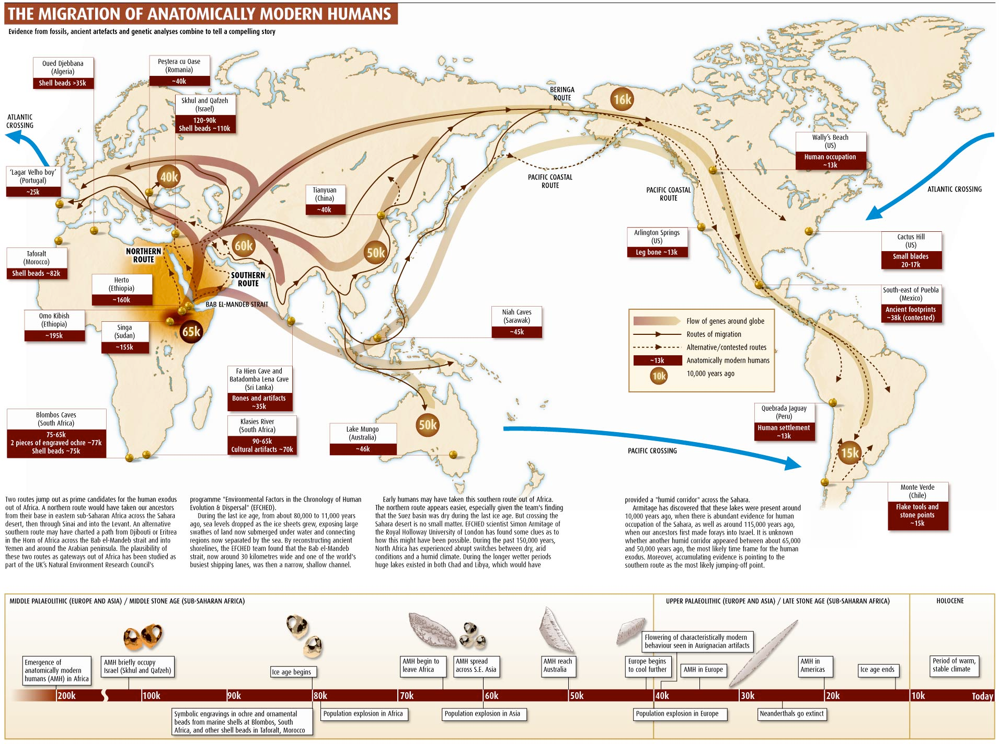 THE MIGRATION OF ANATOMICALLY MODERN HUMANS
Evidence from fossils, ancient artefacts and genetic analyses combine to tell a compelling story
Oued Djebbana
(Algeria)
Shell beads >35k
Peştera cu Oase
(Romania)
~40k
Skhul and Qafzeh
(Israel)
120-90k
Shell beads ~110k
ATLANTIC
CROSSING
'Lagar Velho boy'
(Portugal)
~25k
40k
BERINGA
ROUTE
16k
Wally's Beach
(US)
Human occupation
~13k
PACIFIC COASTAL
ROUTE
PACIFIC COASTAL
ROUTE
ATLANTIC CROSSING
Tianyuan
(China)
~40k
Arlington Springs
(US)
Leg bone ~13k
Cactus Hill
(US)
Small blades
20-17k
Taforalt
(Morocco)
Shell beads ~82k
NORTHERN
ROUTE
60k
50k
SOUTHERN
ROUTE
Herto
(Ethiopia)
~160k
BAB EL-MANDEB STRAIT
South-east of Puebla
(Mexico)
Ancient footprints
~38k (contested)
Omo Kibish
(Ethiopia)
~195k
Singa
(Sudan)
~155k
65k
Niah Caves
(Sarawak)
~45k
Flow of genes around globe
Routes of migration
Alternative/contested routes
~13k
Anatomically modern humans
10k
10,000 years ago
Fa Hien Cave and
Batadomba Lena Cave
(Sri Lanka)
Bones and artifacts
~35k
Blombos Caves
(South Africa)
75-65k
2 pieces of engraved ochre ~77k
Shell beads ~75k
Klasies River
(South Africa)
90-65k
Cultural artifacts ~70k
Lake Mungo
(Australia)
~46k
50k
Quebrada Jaguay
(Peru)
Human settlement
~13k
PACIFIC CROSSING
15k
Monte Verde
(Chile)
Flake tools and
stone points
~15k
Two routes jump out as prime candidates for the human exodus
out of Africa. A northern route would have taken our ancestors
from their base in eastern sub-Saharan Africa across the Sahara
desert, then through Sinai and into the Levant. An alternative
southern route may have charted a path from Djibouti or Eritrea
in the Horn of Africa across the Bab el-Mandeb strait and into
Yemen and around the Arabian peninsula. The plausibility of
these two routes as gateways out of Africa has been studied as
part of the UK's Natural Environment Research Council's
programme "Environmental Factors in the Chronology of Human
Evolution & Dispersal" (EFCHED).
During the last ice age, from about 80,000 to 11,000 years
ago, sea levels dropped as the ice sheets grew, exposing large
swathes of land now submerged under water and connecting
regions now separated by the sea. By reconstructing ancient
shorelines, the EFCHED team found that the Bab el-Mandeb
strait, now around 30 kilometres wide and one of the world's
busiest shipping lanes, was then a narrow, shallow channel.
Early humans may have taken this southern route out of Africa.
The northern route appears easier, especially given the team's finding
that the Suez basin was dry during the last ice age. But crossing the
Sahara desert is no small matter. EFCHED scientist Simon Armitage of
the Royal Holloway University of London has found some clues as to
how this might have been possible. During the past 150,000 years,
North Africa has experienced abrupt switches between dry, arid
conditions and a humid climate. During the longer wetter periods
huge lakes existed in both Chad and Libya, which would have
provided a "humid corridor" across the Sahara.
Armitage has discovered that these lakes were present around
10,000 years ago, when there is abundant evidence for human
occupation of the Sahara, as well as around 115,000 years ago,
when our ancestors first made forays into Israel. It is unknown
whether another humid corridor appeared between about 65,000
and 50,000 years ago, the most likely time frame for the human
exodus. Moreover, accumulating evidence is pointing to the
southern route as the most likely jumping-off point.
MIDDLE PALAEOLITHIC (EUROPE AND ASIA) / MIDDLE STONE AGE (SUB-SAHARAN AFRICA)
UPPER PALAEOLITHIC (EUROPE AND ASIA) / LATE STONE AGE (SUB-SAHARAN AFRICA)
HOLOCENE
Flowering of characteristically modern
behaviour seen in Aurignacian artifacts
Emergence of
anatomically modern
humans (AMH) in Africa
AMH briefly occupy
Israel (Skhul and Qafzeh)
Ice age begins
AMH begin to
leave Africa
AMH spread
across S.E. Asia
AMH reach
Australia
Europe begins
to cool further
AMH in Europe
AMH in
Americas
Ice age ends
Period of warm,
stable climate
200k
100k
90k
80k
70k
60k
50k
40k
30k
20k
10k
Today
Symbolic engravings in ochre and ornamental
beads from marine shells at Blombos, South
Africa, and other shell beads in Taforalt, Morocco
Population explosion in Africa
Population explosion in Asia
Population explosion in Europe
Neanderthals go extinct